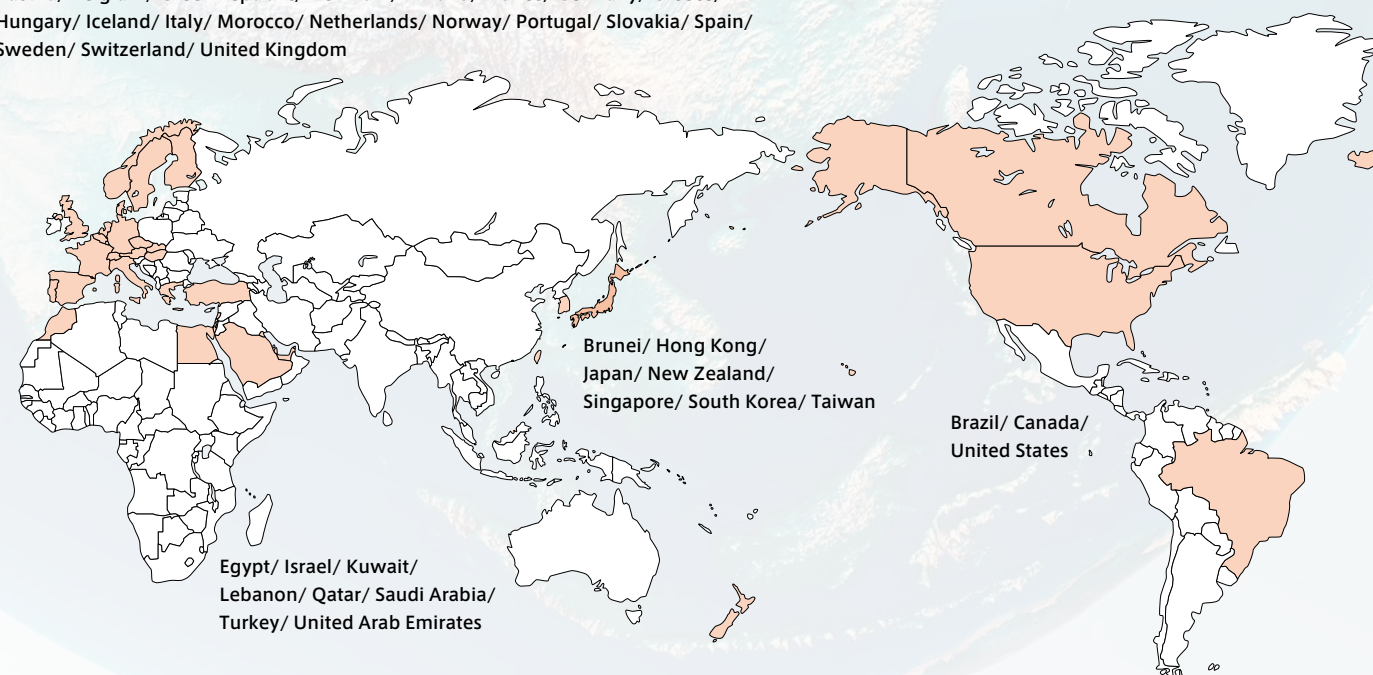 Hungary/ Iceland/ Italy/ Morocco/ Netherlands/ Norway/ Portugal/ Slovakia/ Spain/
Sweden/ Switzerland/ United Kingdom
Brunei/ Hong Kong/
Japan/ New Zealand/
Singapore/ South Korea/ Taiwan
Brazil/ Canada/
United States
Egypt/ Israel/ Kuwait/
Lebanon/ Qatar/ Saudi Arabia/
Turkey/ United Arab Emirates